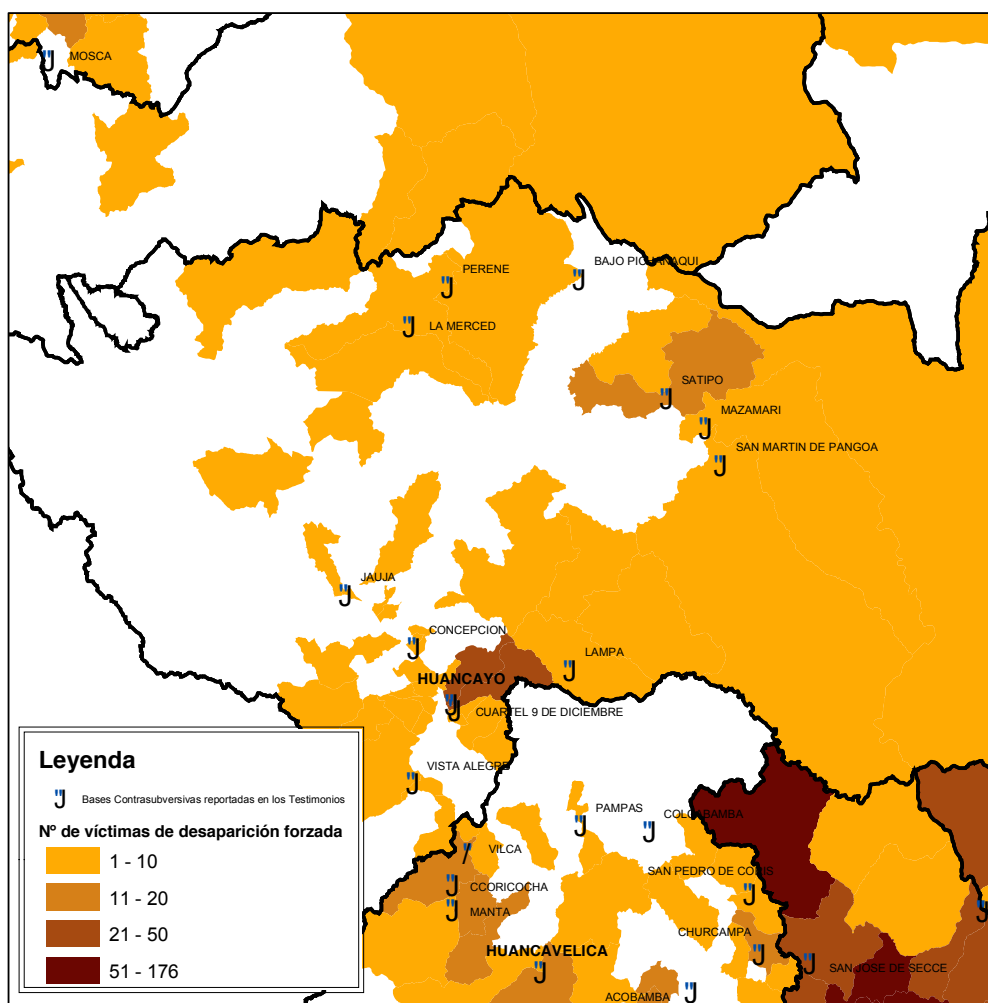 MOSCA
BAJO PICHANAQUI
PERENE
LA MERCED
SATIPO
MAZAMARI
SAN MARTIN DE PANGOA
JAUJA
CONCEPCION
LAMPA
HUANCAYO
CUARTEL 9 DE DICIEMBRE
VISTA ALEGRE
PAMPAS
COLCABAMBA
VILCA
SAN PEDRO DE CORIS
CCORICOCHA
MANTA
CHURCAMPA
HUANCAVELICA
SAN JOSE DE SECCE
ACOBAMBA
Leyenda
Bases Contrasubversivas reportadas en los Testimonios
Nº de víctimas de desaparición forzada
1 - 10
11 - 20
21 - 50
51 - 176